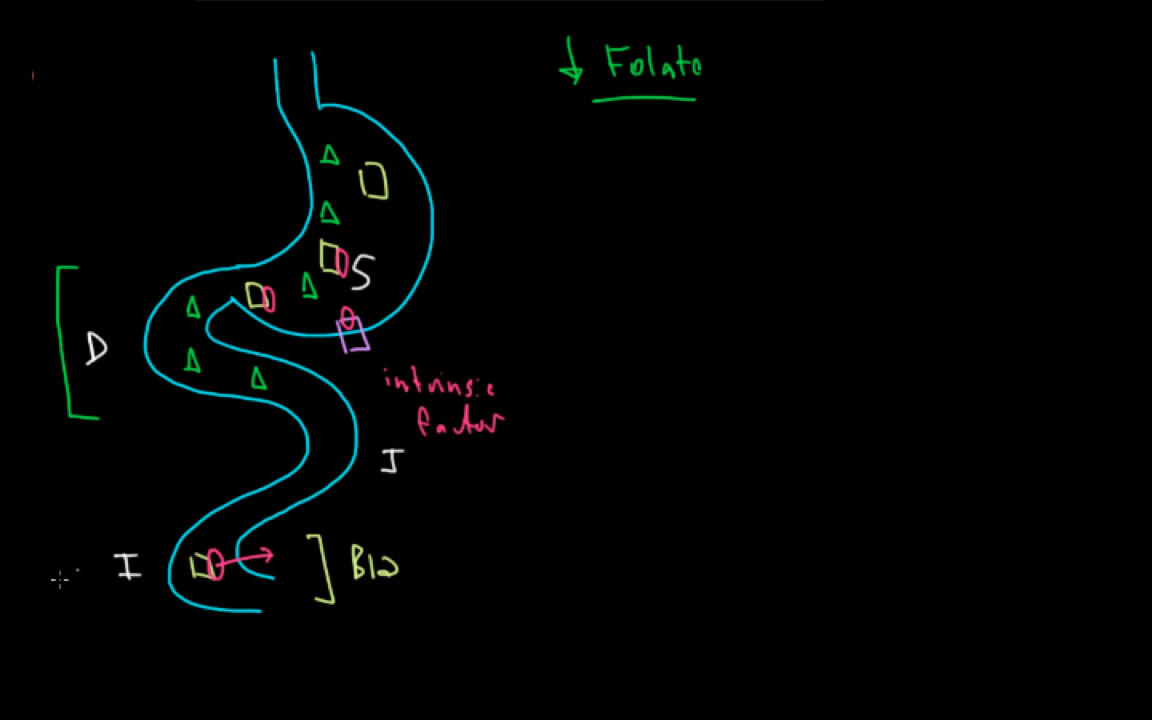 ↓ Folate
S
D
intrinsic
factor
J
I
B12